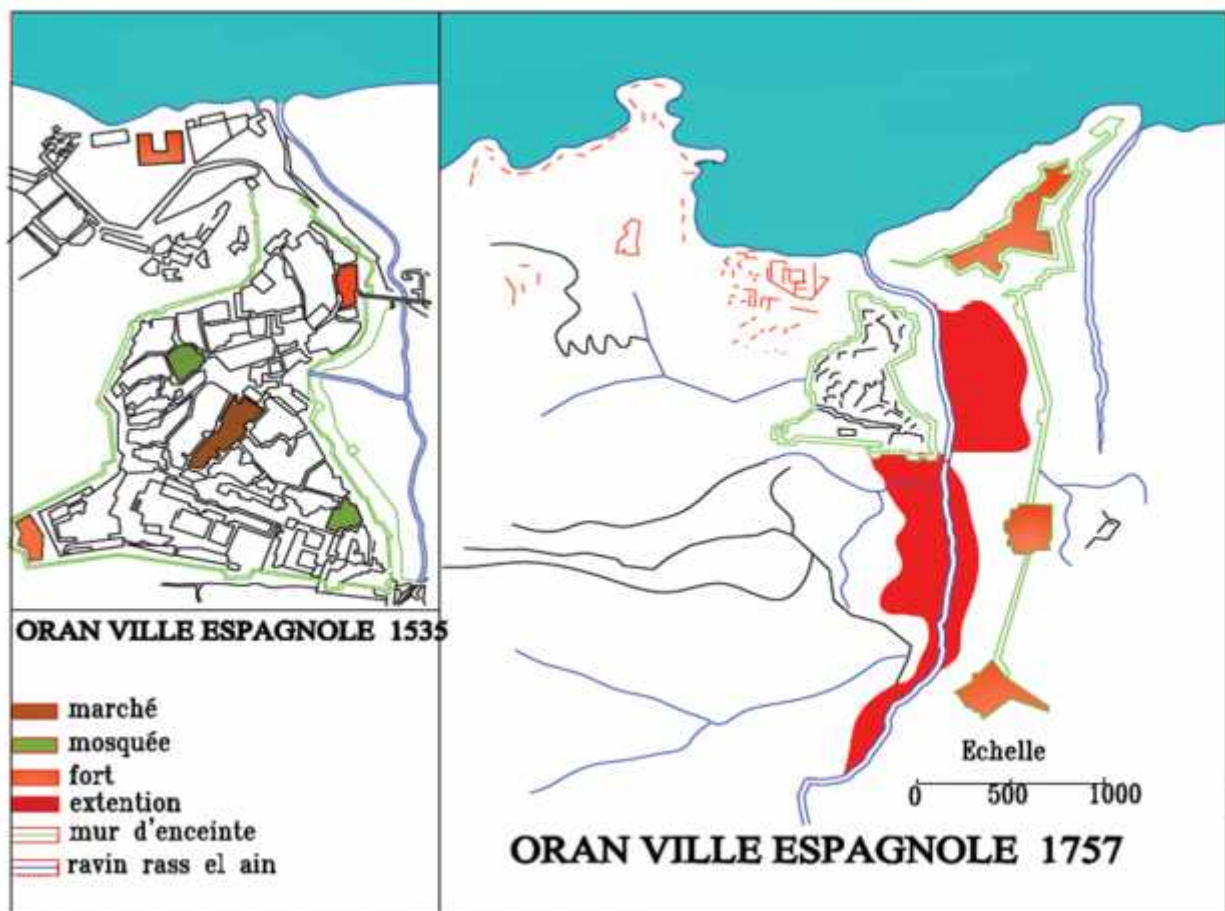 ORAN VILLE ESPAGNOLE 1535
marché
mosquée
fort
extention
mur d'enceinte
ravin rass el ain
Echelle
0 500 1000
ORAN VILLE ESPAGNOLE 1757